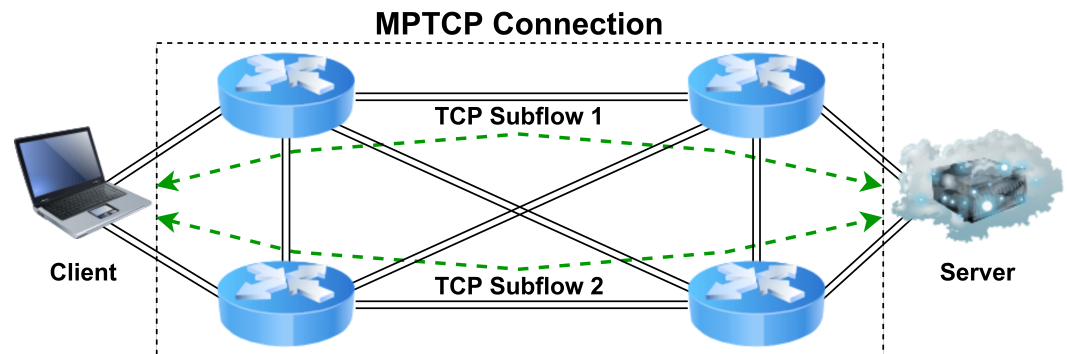 MPTCP Connection
TCP Subflow 1
Client
Server
TCP Subflow 2